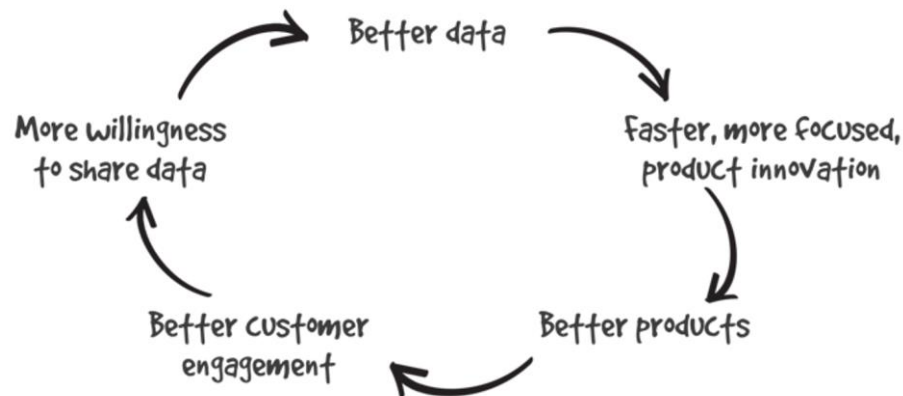 Better data
Faster, more focused,
product innovation
Better products
Better customer
engagement
More willingness
to share data